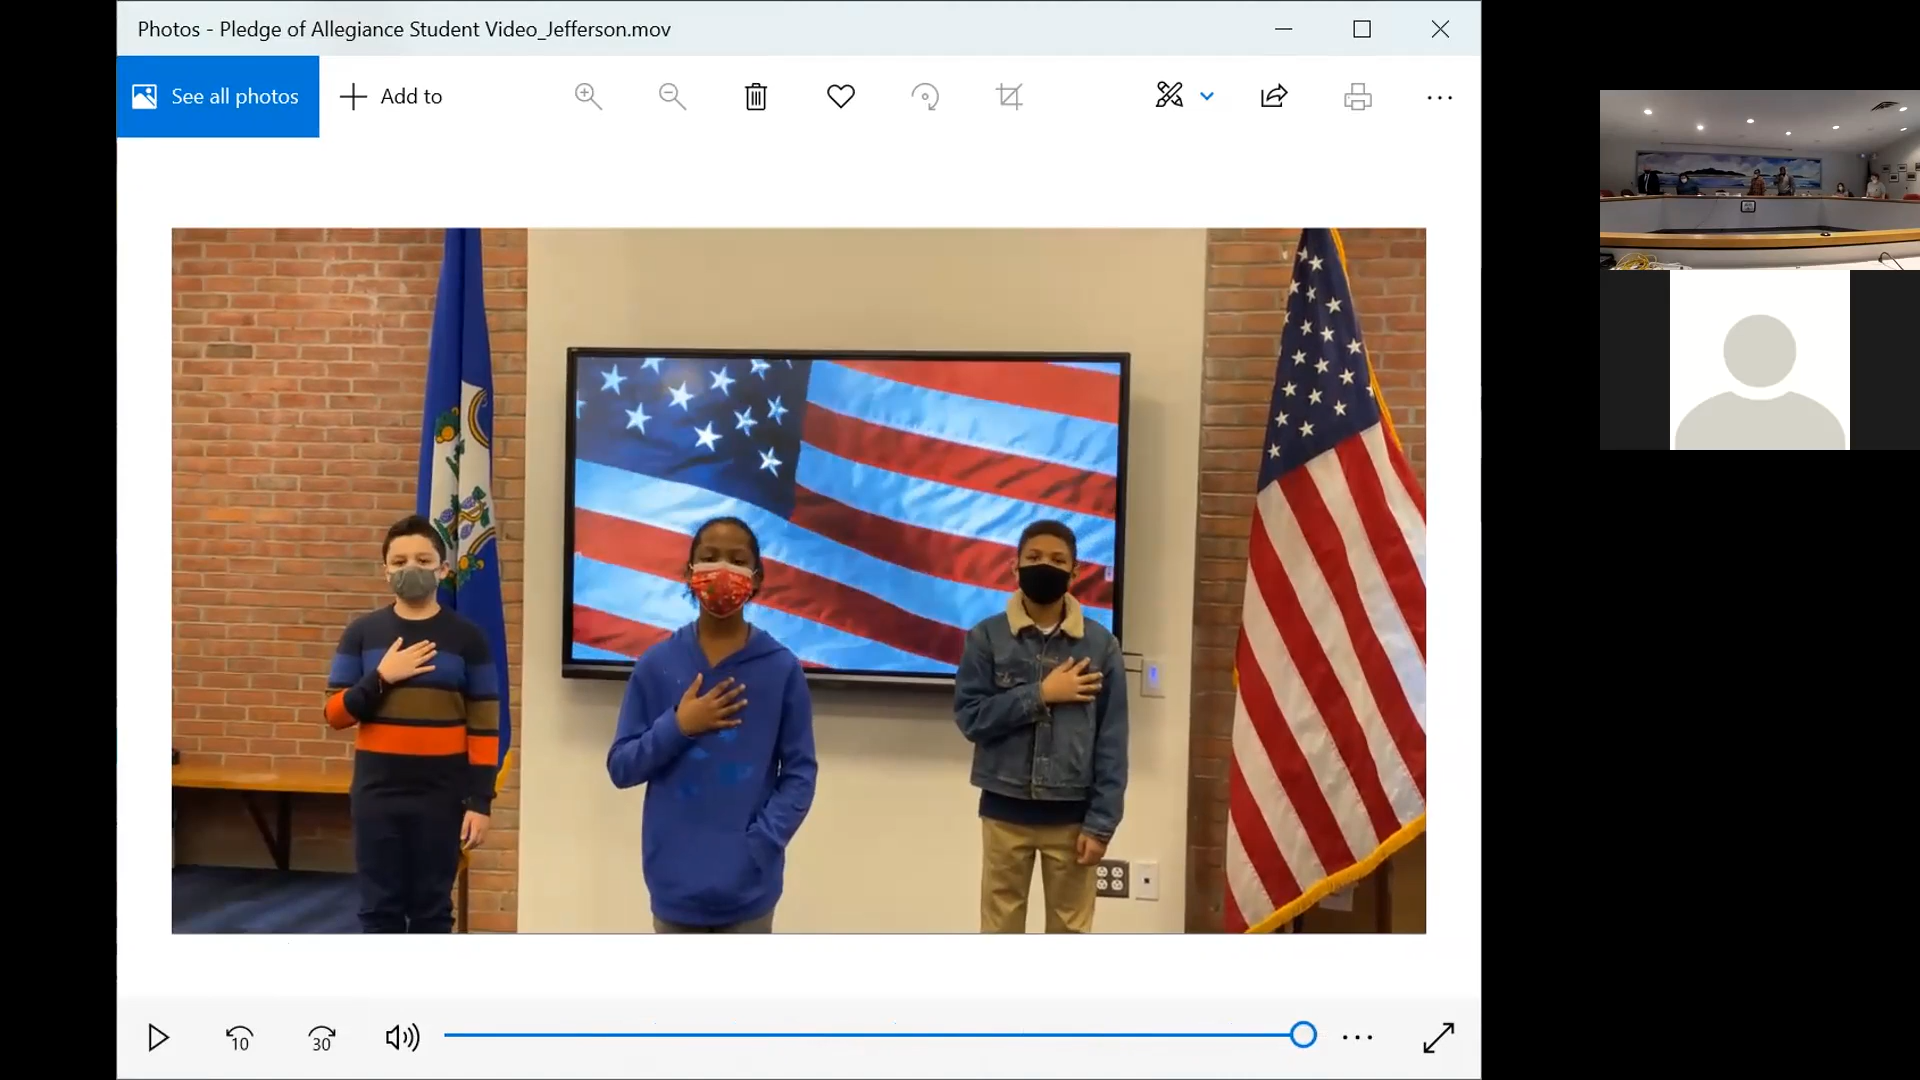 Photos - Pledge of Allegiance Student Video_Jefferson.mov
See all photos
Add to
10
30